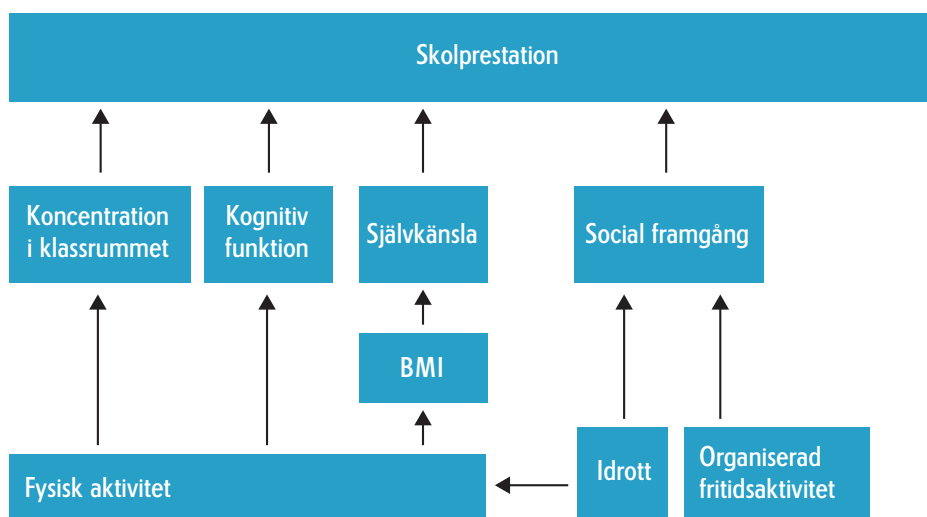 Skolprestation
Koncentration
i klassrummet
Kognitiv
funktion
Självkänsla
Social framgång
BMI
Fysisk aktivitet
Idrott
Organiserad
fritidsaktivitet